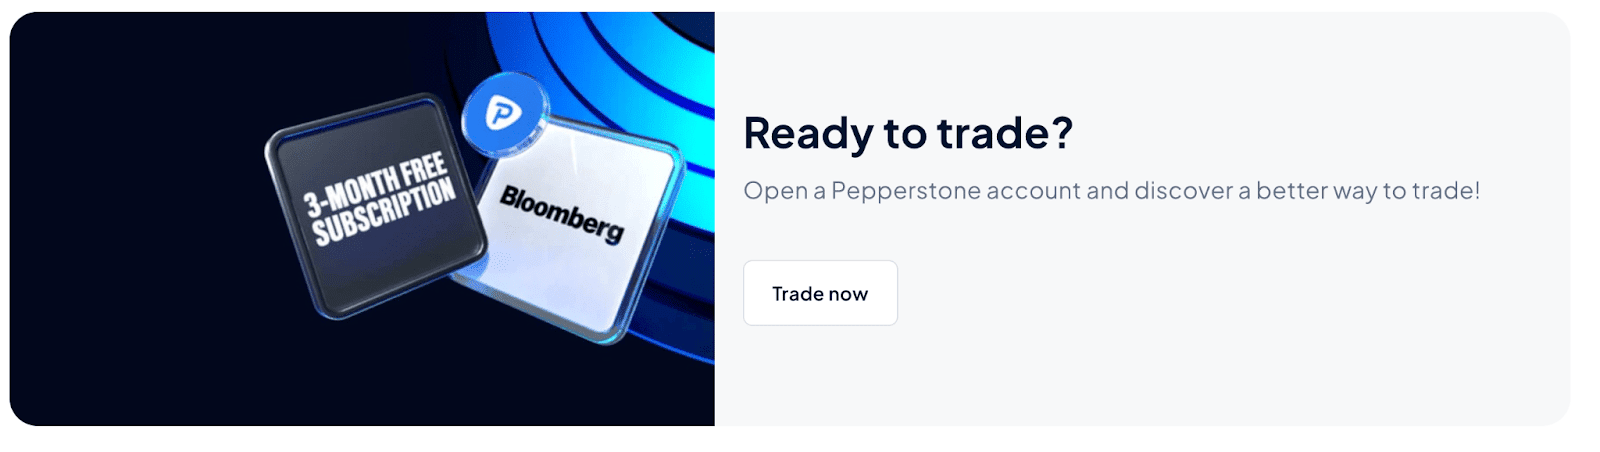 3-MONTH FREE
SUBSCRIPTION
Bloomberg
Ready to trade?
Open a Pepperstone account and discover a better way to trade!
Trade now